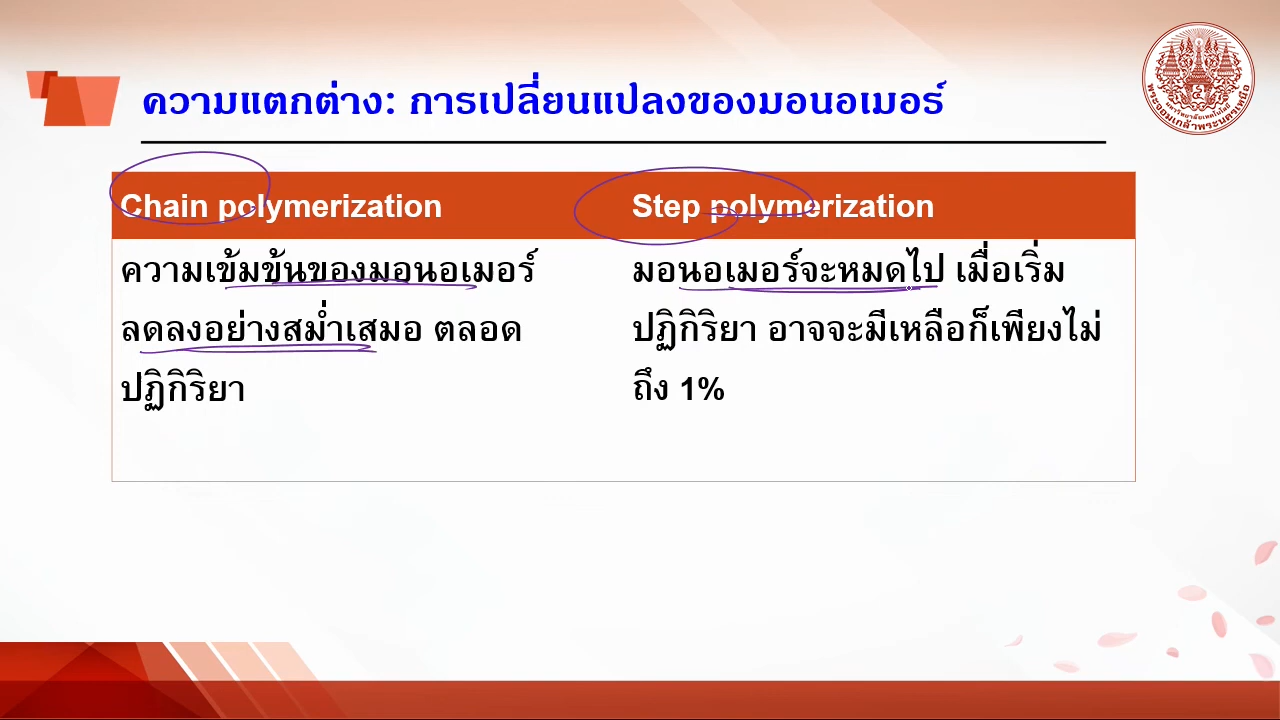 ความแตกต่าง: การเปลี่ยนแปลงของมอนอเมอร์
Chain polymerization
Step polymerization
ความเข้มข้นของมอนอเมอร์
ลดลงอย่างสม่ำเสมอ ตลอด
ปฏิกิริยา
มอนอเมอร์จะหมดไป เมื่อเริ่ม
ปฏิกิริยา อาจจะมีเหลือก็เพียงไม่
ถึง 1%